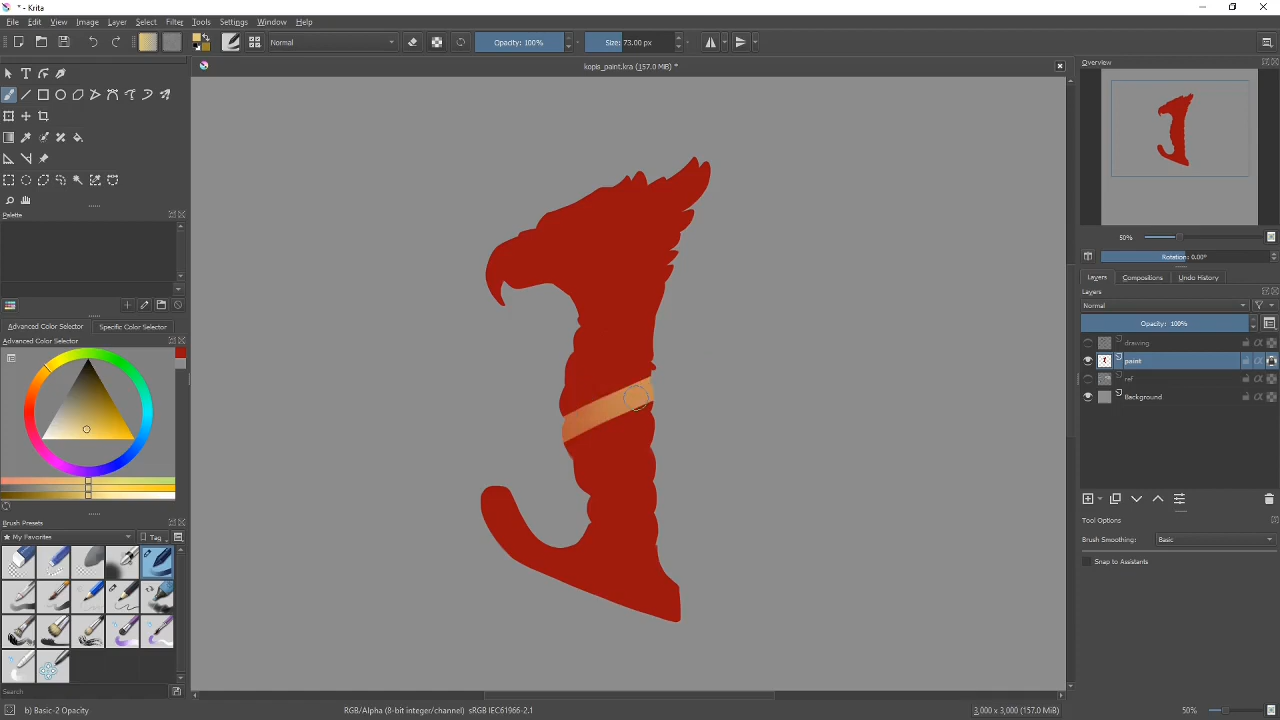 * - Krita
File Edit View Image Layer Select Filter Tools Settings Window Help
Normal Opacity: 100% Size: 73.00 px
kopis_paint.kra (157.0 MiB) *
Overview
50%
Rotation: 0.00°
Layers Compositions Undo History
Layers
Normal
Opacity: 100%
drawing
paint
ref
Background
Tool Options
Brush Smoothing: Basic
Snap to Assistants
Palette
Advanced Color Selector Specific Color Selector
Advanced Color Selector
Brush Presets
My Favorites Tag
Search
b) Basic-2 Opacity
RGB/Alpha (8-bit integer/channel) sRGB IEC61966-2.1
3,000 x 3,000 (157.0 MiB)
50%